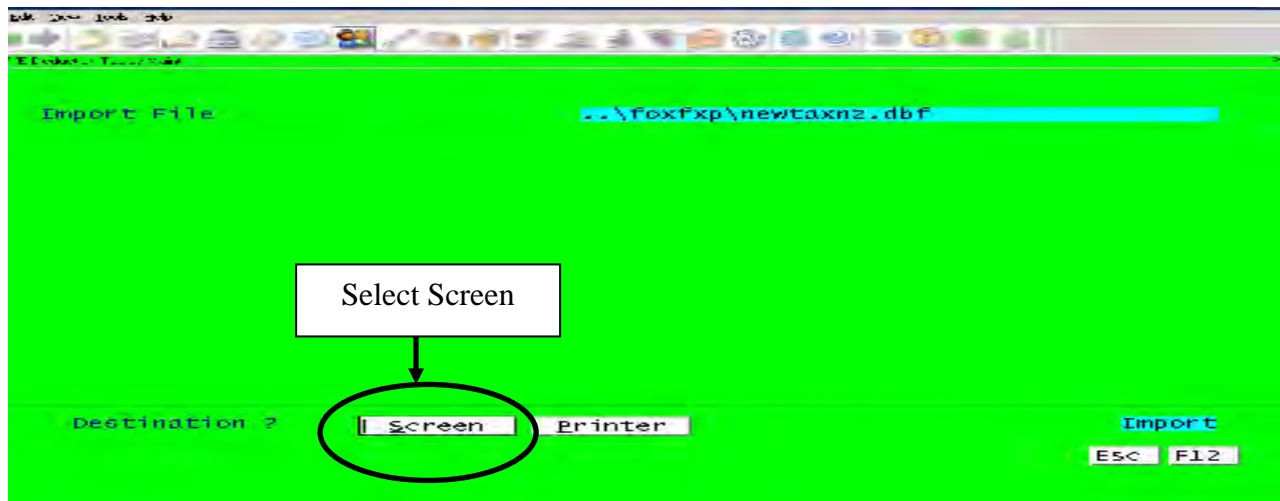 Import File ..\foxfxp\newtaxnz.dbf
Select Screen
Destination ? Screen Printer Import
Esc F12